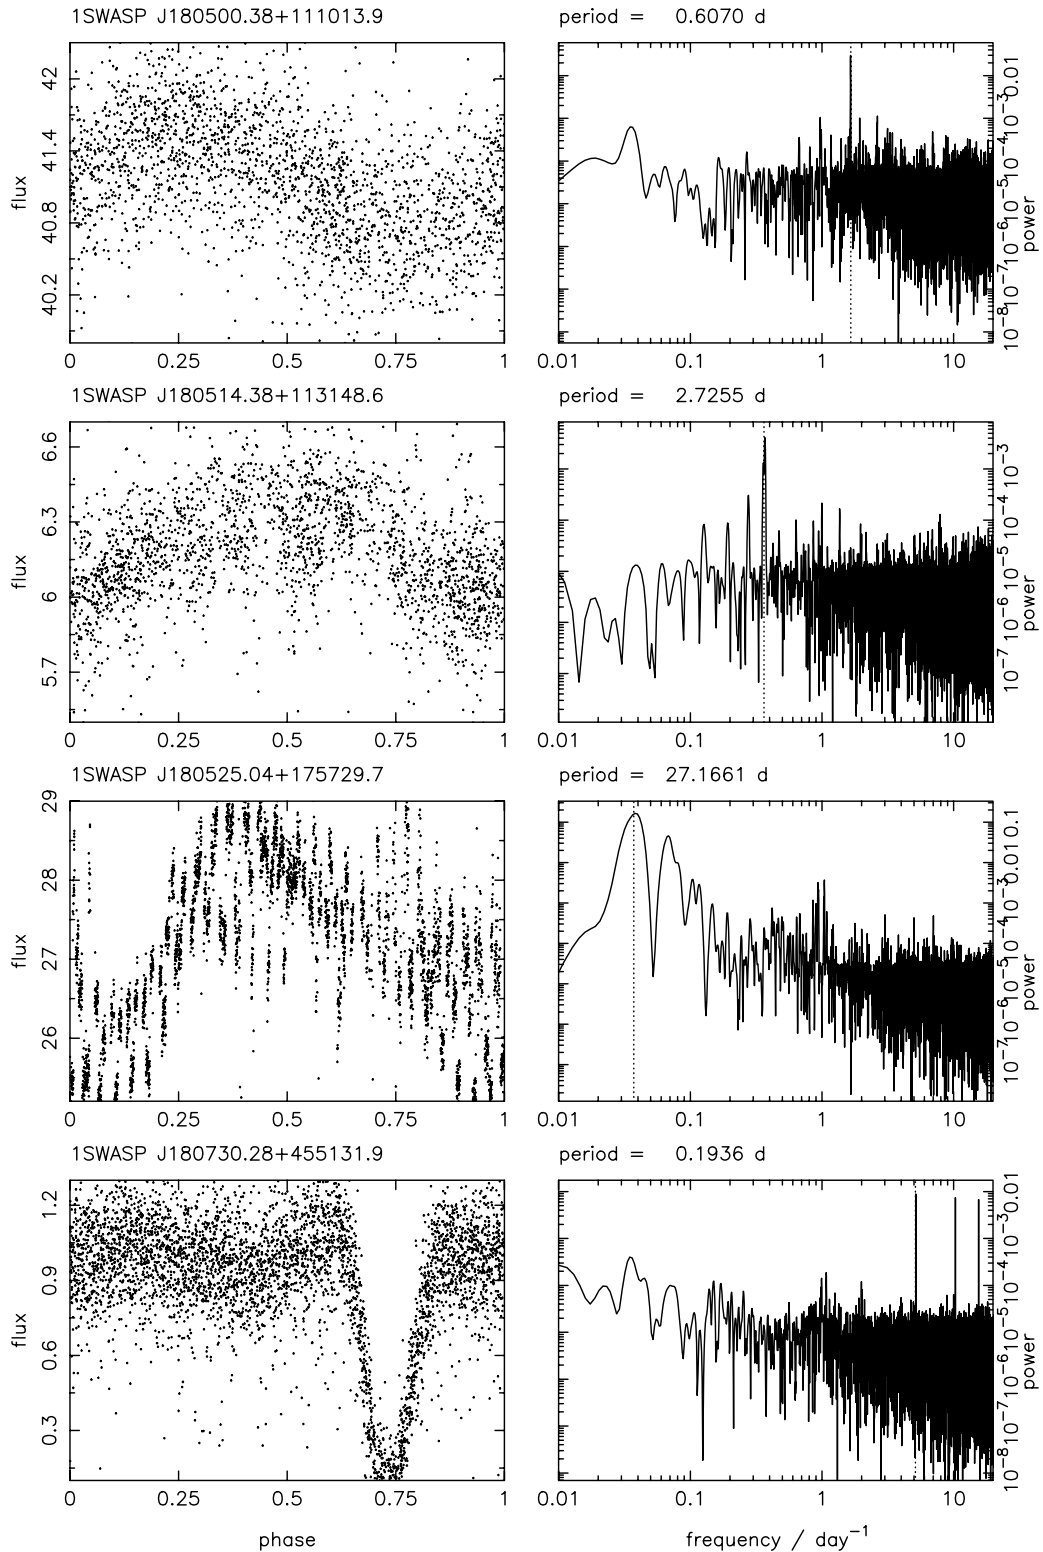 1SWASP J180500.38+111013.9
period = 0.6070 d
flux
42
41.4
40.8
40.2
0 0.25 0.5 0.75 1
0.01
10⁻³
10⁻⁴
10⁻⁵
10⁻⁶
10⁻⁷
10⁻⁸
power
0.01 0.1 1 10
1SWASP J180514.38+113148.6
period = 2.7255 d
flux
6.6
6.3
6
5.7
0 0.25 0.5 0.75 1
10⁻³
10⁻⁴
10⁻⁵
10⁻⁶
10⁻⁷
power
0.01 0.1 1 10
1SWASP J180525.04+175729.7
period = 27.1661 d
flux
29
28
27
26
0 0.25 0.5 0.75 1
0.1
0.01
10⁻³
10⁻⁴
10⁻⁵
10⁻⁶
10⁻⁷
power
0.01 0.1 1 10
1SWASP J180730.28+455131.9
period = 0.1936 d
flux
1.2
0.9
0.6
0.3
0 0.25 0.5 0.75 1
phase
0.01
10⁻³
10⁻⁴
10⁻⁵
10⁻⁶
10⁻⁷
10⁻⁸
power
0.01 0.1 1 10
frequency / day⁻¹